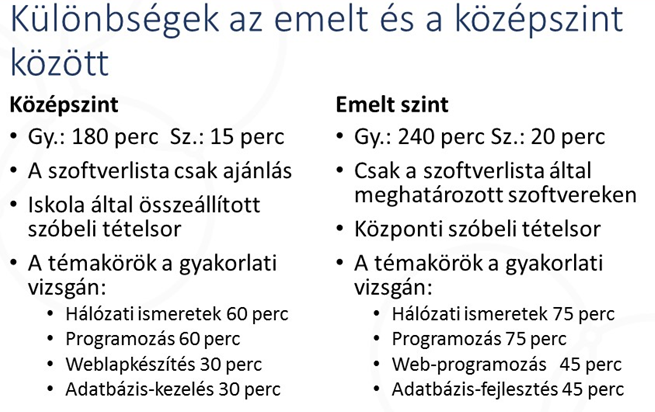 Különbségek az emelt és a középszint
között
Középszint
• Gy.: 180 perc Sz.: 15 perc
• A szoftverlista csak ajánlás
• Iskola által összeállított
szóbeli tételsor
• A témakörök a gyakorlati
vizsgán:
• Hálózati ismeretek 60 perc
• Programozás 60 perc
• Weblapkészítés 30 perc
• Adatbázis-kezelés 30 perc
Emelt szint
• Gy.: 240 perc Sz.: 20 perc
• Csak a szoftverlista által
meghatározott szoftvereken
• Központi szóbeli tételsor
• A témakörök a gyakorlati
vizsgán:
• Hálózati ismeretek 75 perc
• Programozás 75 perc
• Web-programozás 45 perc
• Adatbázis-fejlesztés 45 perc